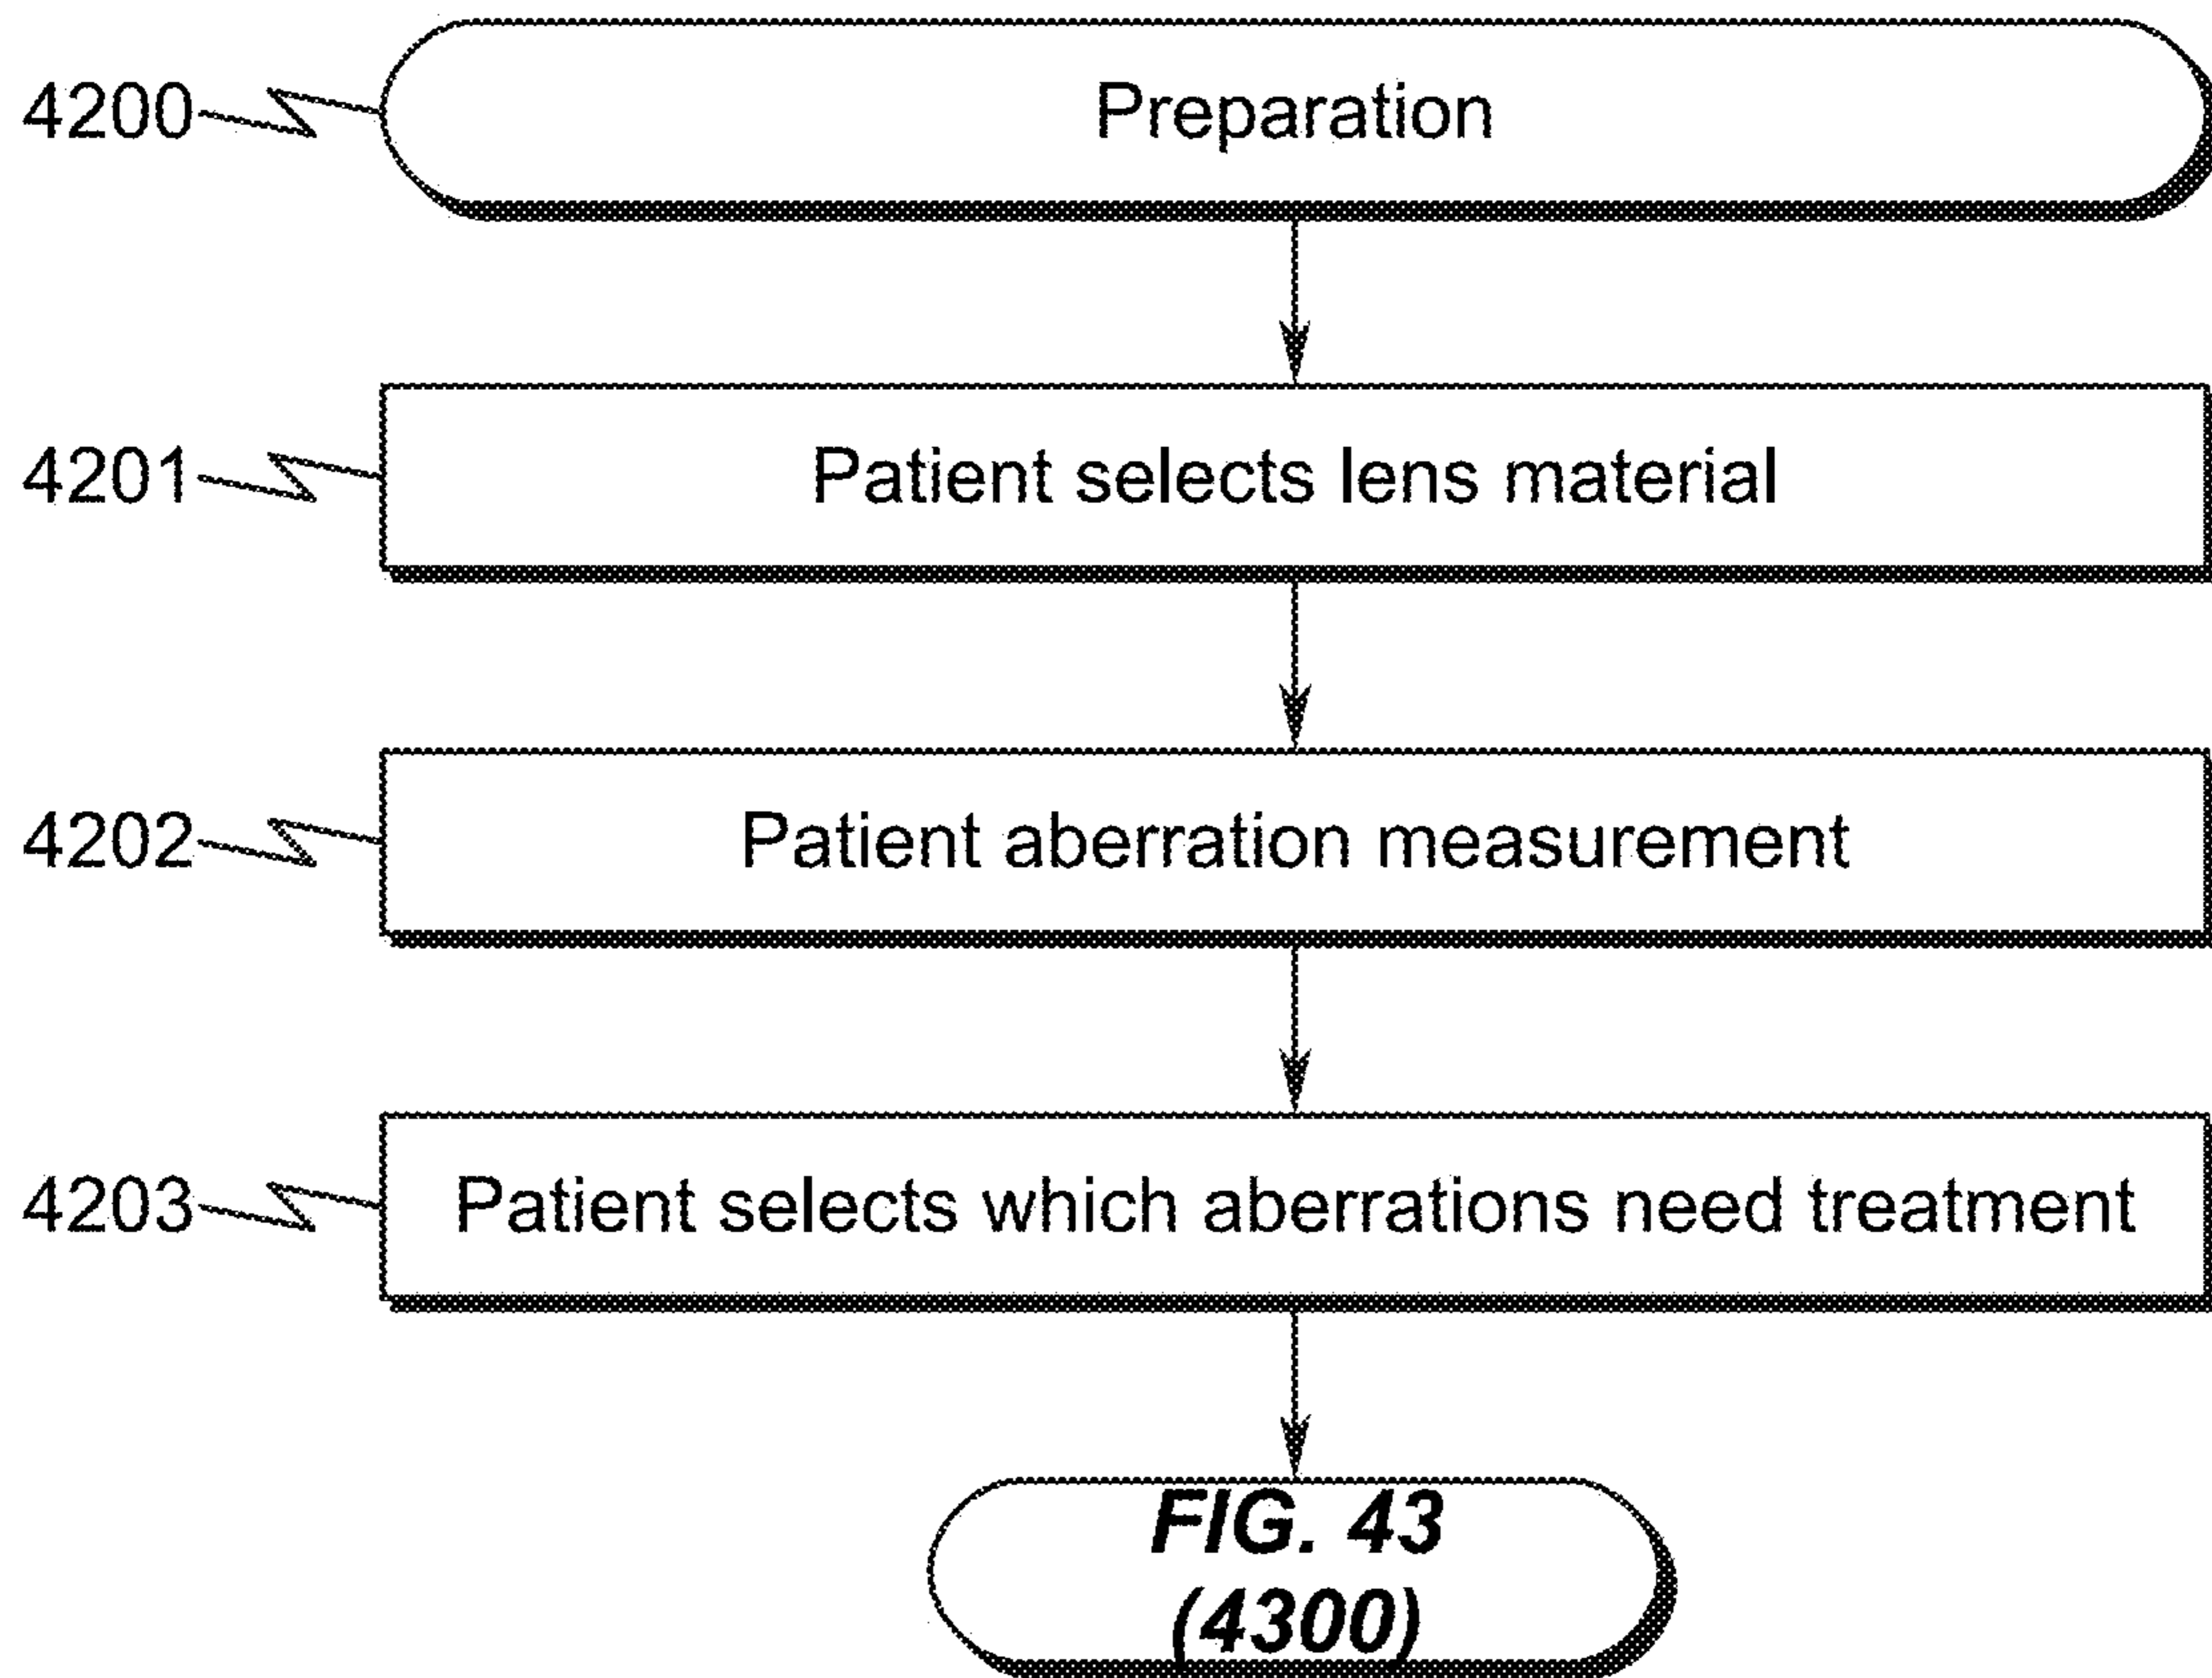 4200 Preparation
4201 Patient selects lens material
4202 Patient aberration measurement
4203 Patient selects which aberrations need treatment
FIG. 43
(4300)